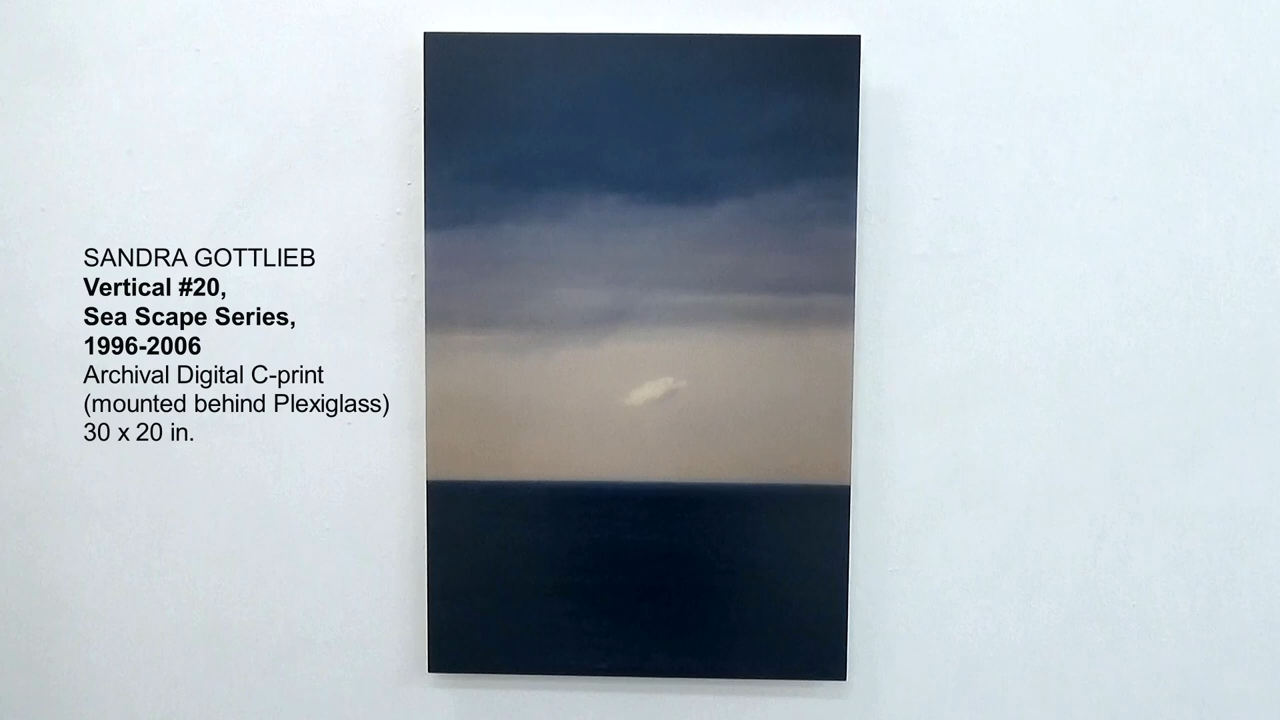 SANDRA GOTTLIEB
Vertical #20,
Sea Scape Series,
1996-2006
Archival Digital C-print
(mounted behind Plexiglass)
30 x 20 in.